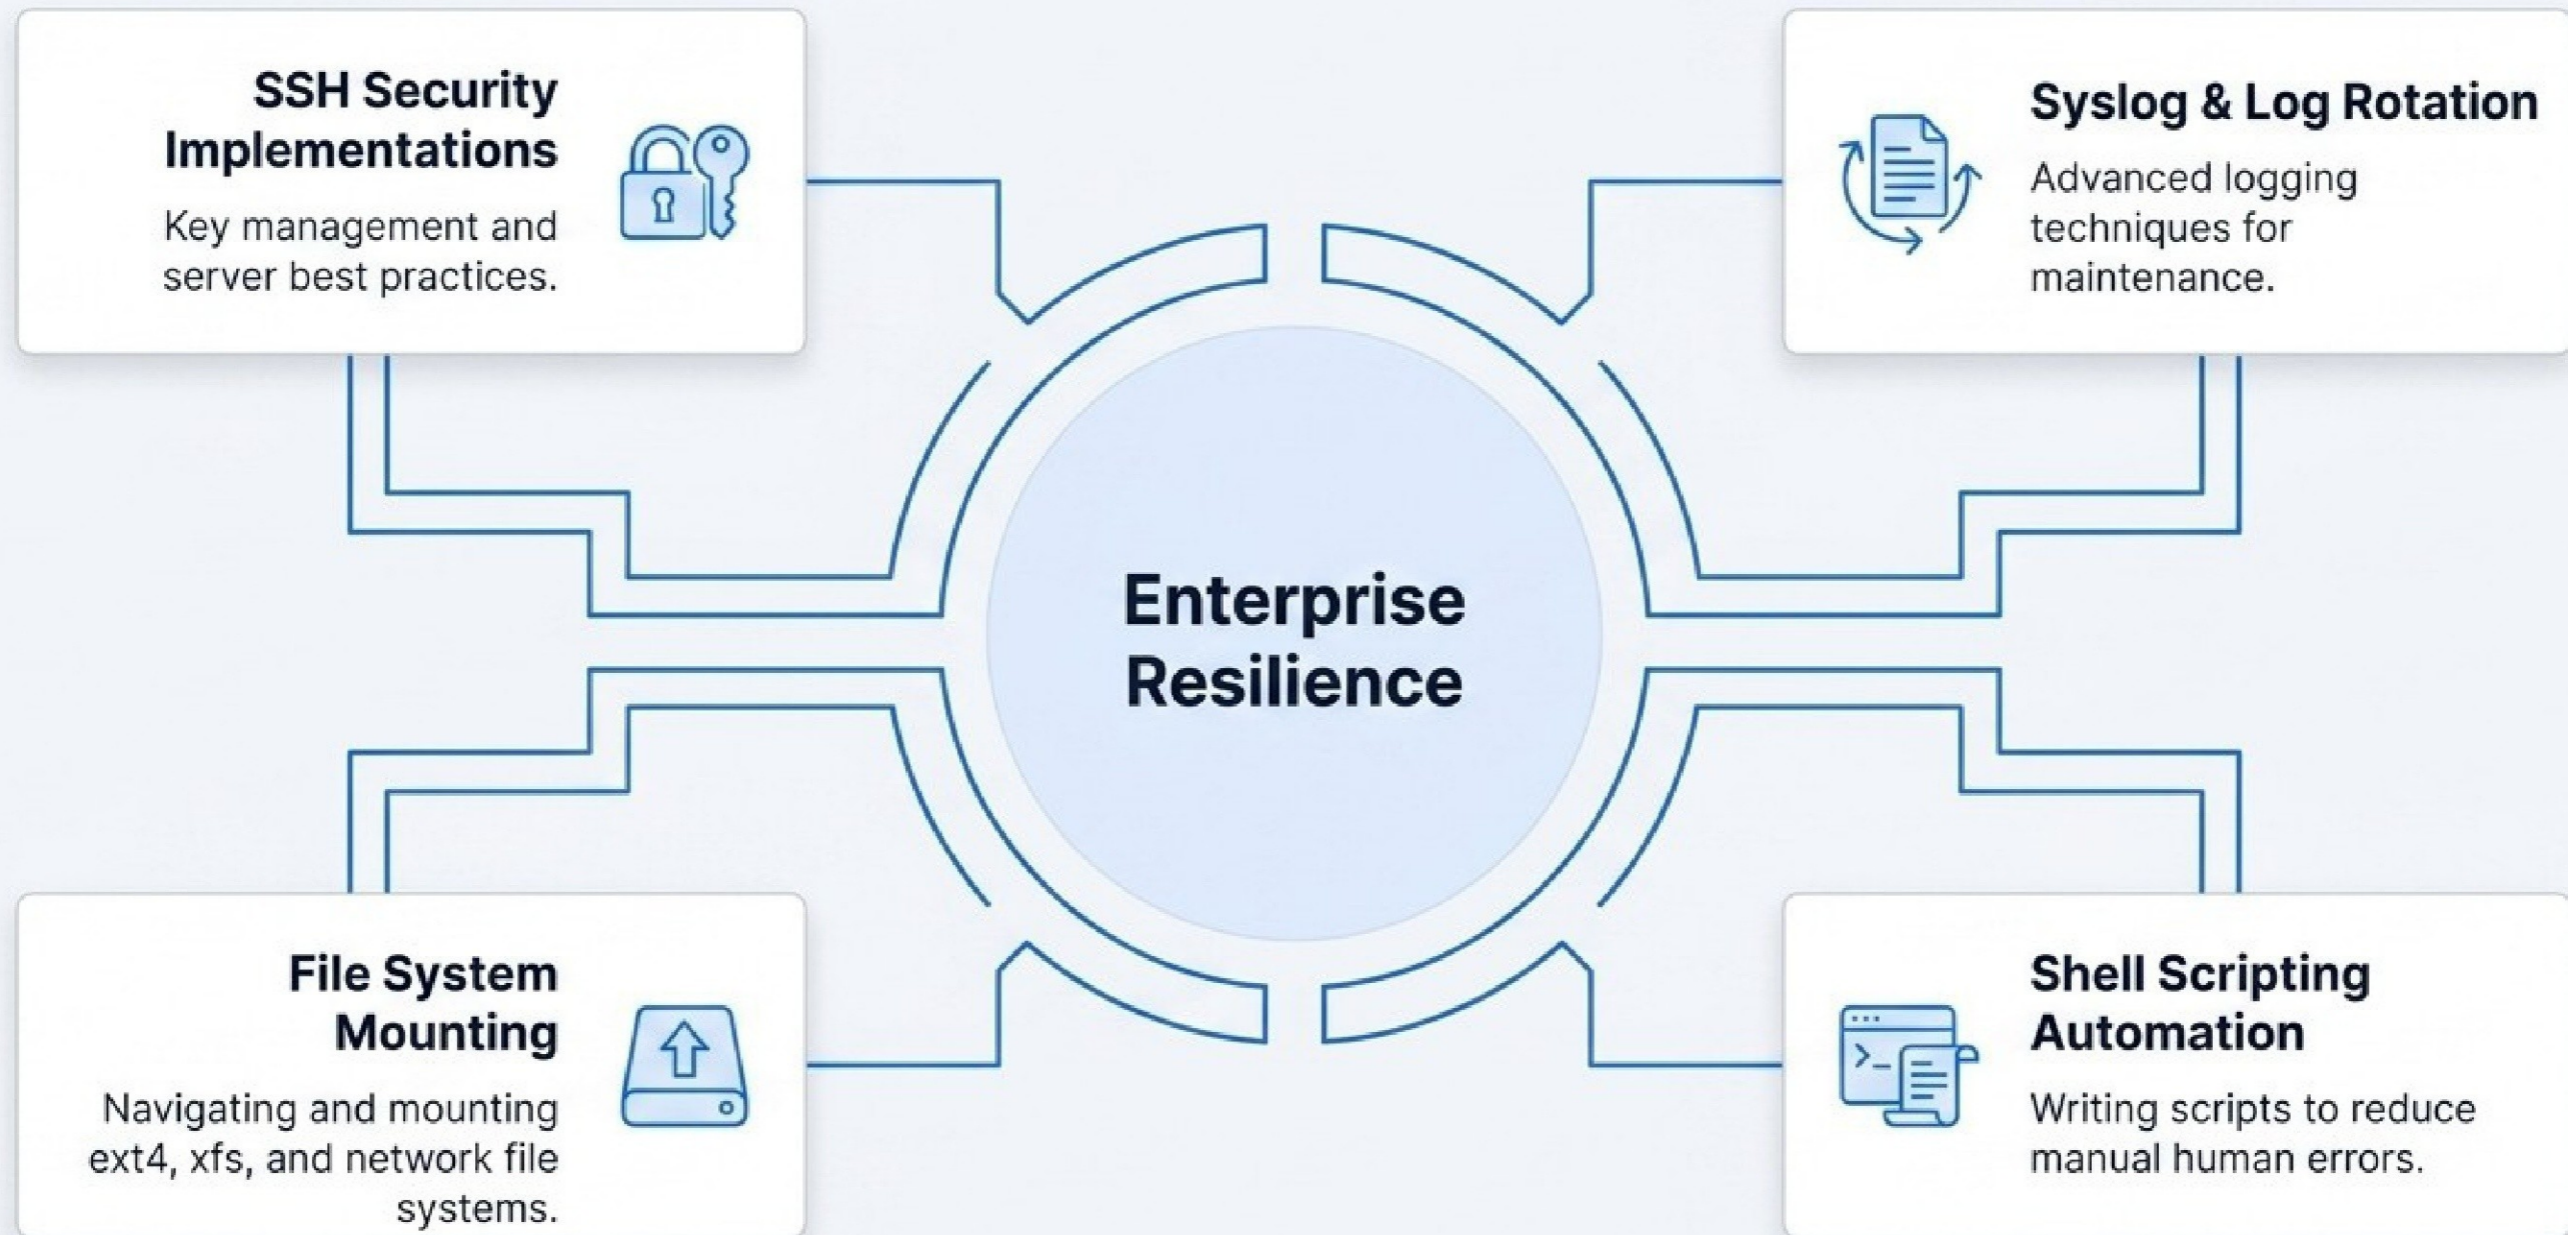 SSH Security
Implementations
Key management and
server best practices.
Syslog & Log Rotation
Advanced logging
techniques for
maintenance.
Enterprise
Resilience
File System
Mounting
Navigating and mounting
ext4, xfs, and network file
systems.
Shell Scripting
Automation
Writing scripts to reduce
manual human errors.